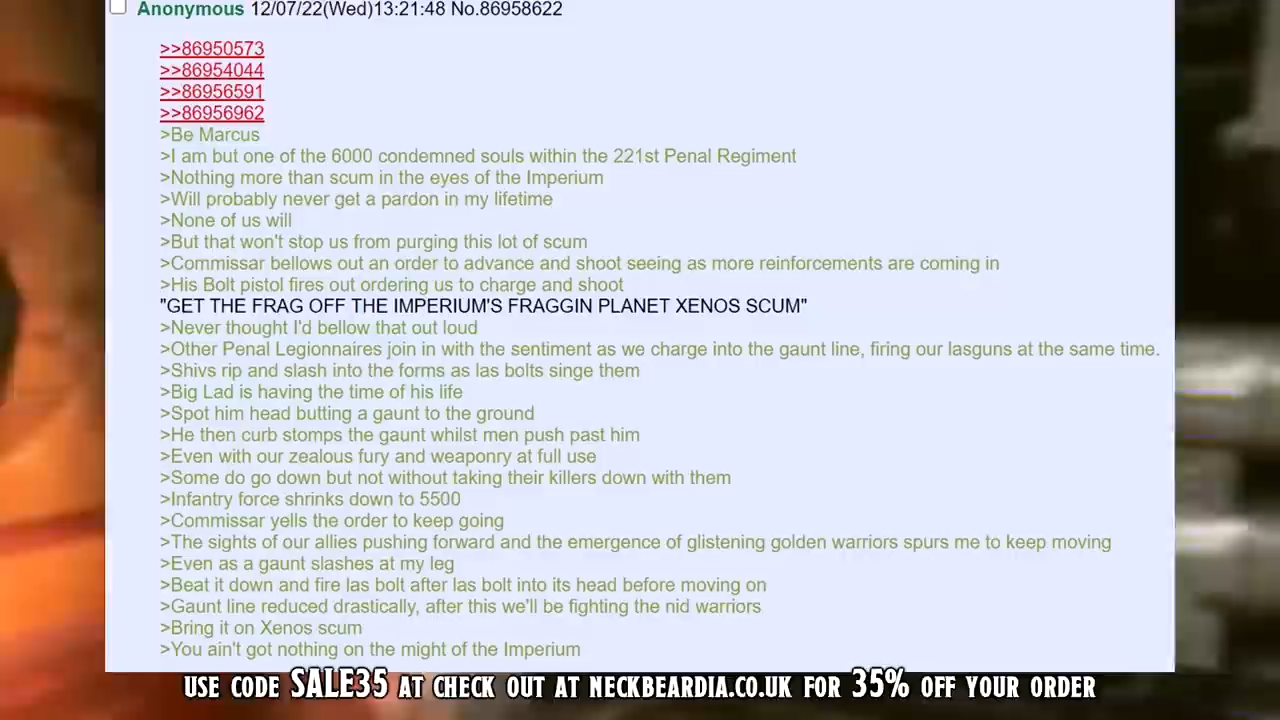 Anonymous 12/07/22(Wed)13:21:48 No.86958622
>>86950573
>>86954044
>>86956591
>>86956962
>Be Marcus
>I am but one of the 6000 condemned souls within the 221st Penal Regiment
>Nothing more than scum in the eyes of the Imperium
>Will probably never get a pardon in my lifetime
>None of us will
>But that won't stop us from purging this lot of scum
>Commissar bellows out an order to advance and shoot seeing as more reinforcements are coming in
>His Bolt pistol fires out ordering us to charge and shoot
"GET THE FRAG OFF THE IMPERIUM'S FRAGGIN PLANET XENOS SCUM"
>Never thought I'd bellow that out loud
>Other Penal Legionnaires join in with the sentiment as we charge into the gaunt line, firing our lasguns at the same time.
>Shivs rip and slash into the forms as las bolts singe them
>Big Lad is having the time of his life
>Spot him head butting a gaunt to the ground
>He then curb stomps the gaunt whilst men push past him
>Even with our zealous fury and weaponry at full use
>Some do go down but not without taking their killers down with them
>Infantry force shrinks down to 5500
>Commissar yells the order to keep going
>The sights of our allies pushing forward and the emergence of glistening golden warriors spurs me to keep moving
>Even as a gaunt slashes at my leg
>Beat it down and fire las bolt after las bolt into its head before moving on
>Gaunt line reduced drastically, after this we'll be fighting the nid warriors
>Bring it on Xenos scum
>You ain't got nothing on the might of the Imperium
USE CODE SALE35 AT CHECK OUT AT NECKBEARDIA.CO.UK FOR 35% OFF YOUR ORDER